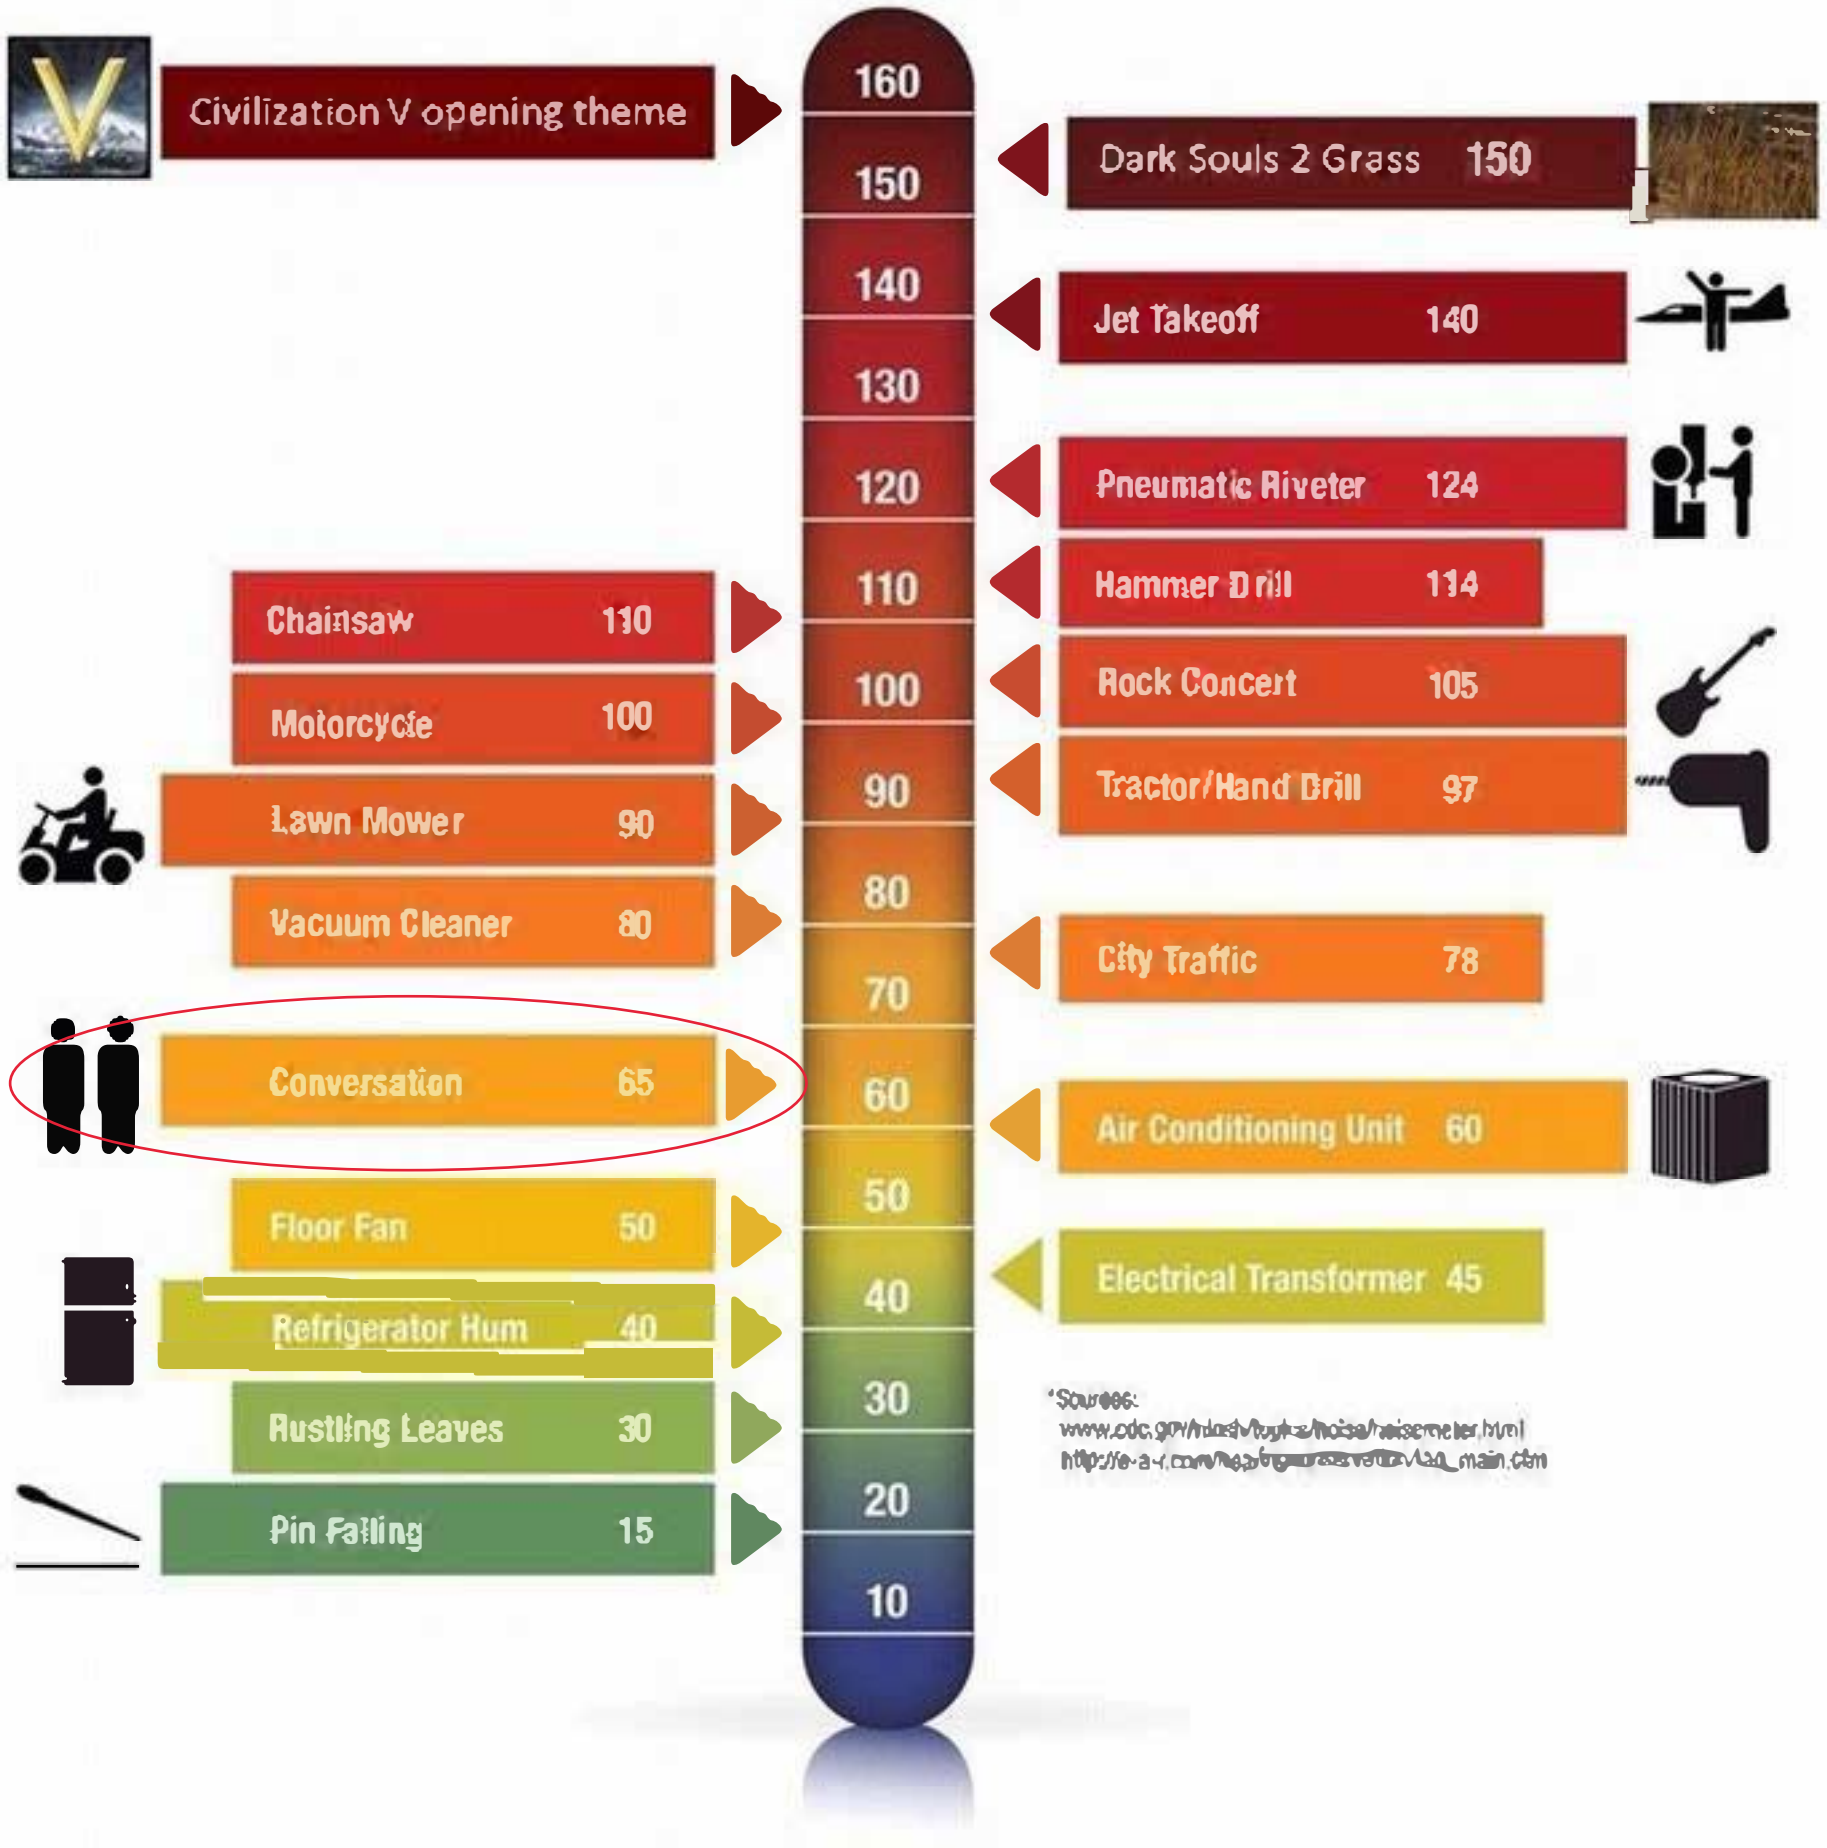 V
Civilization V opening theme
Chainsaw 110
Motorcycle 100
Lawn Mower 90
Vacuum Cleaner 80
Conversation 65
Floor Fan 50
Refrigerator Hum 40
Rustling Leaves 30
Pin Falling 15
160
150
140
130
120
110
100
90
80
70
60
50
40
30
20
10
Dark Souls 2 Grass 150
Jet Takeoff 140
Pneumatic Riveter 124
Hammer Drill 114
Rock Concert 105
Tractor/Hand Drill 97
City Traffic 78
Air Conditioning Unit 60
Electrical Transformer 45
*Sources: